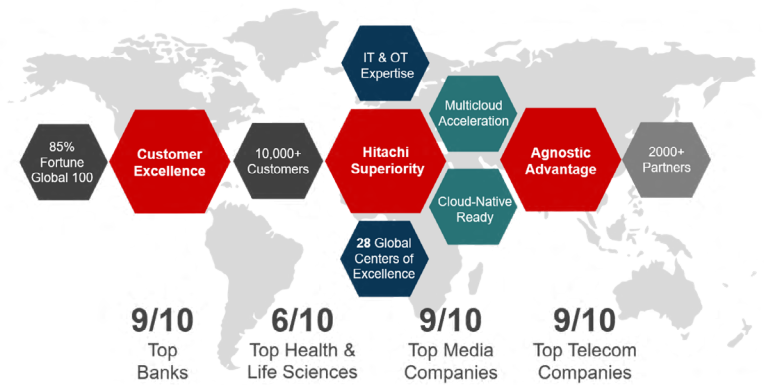 IT & OT
Expertise
Multicloud
Acceleration
85%
Fortune
Global 100
Customer
Excellence
10,000+
Customers
Hitachi
Superiority
Agnostic
Advantage
2000+
Partners
Cloud-Native
Ready
28 Global
Centers of
Excellence
9/10
Top
Banks
6/10
Top Health &
Life Sciences
9/10
Top Media
Companies
9/10
Top Telecom
Companies